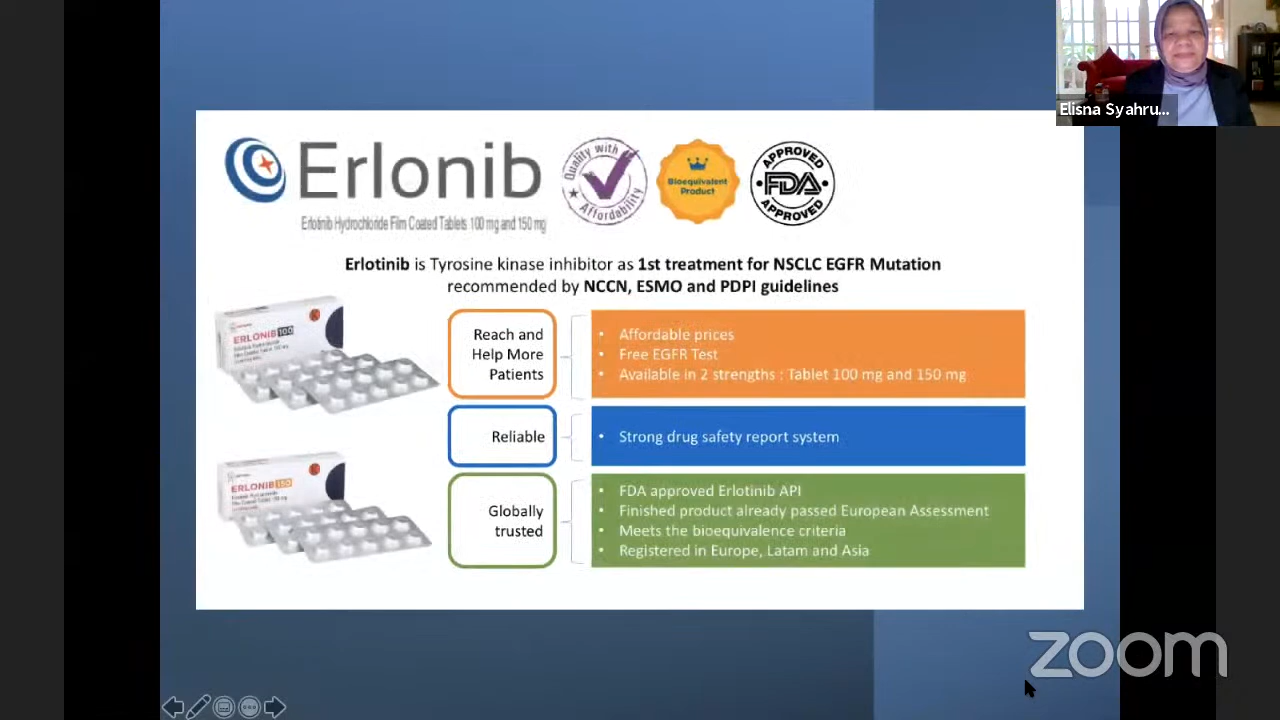 Elisna Syahru...
Erlonib
Erlotinib Hydrochloride Film Coated Tablets 100 mg and 150 mg
Quality with
Affordability
Bioequivalent
Product
APPROVED
FDA
APPROVED
Erlotinib is Tyrosine kinase inhibitor as 1st treatment for NSCLC EGFR Mutation
recommended by NCCN, ESMO and PDPI guidelines
ERLONIB 100
Reach and
Help More
Patients
• Affordable prices
• Free EGFR Test
• Available in 2 strengths : Tablet 100 mg and 150 mg
Reliable
• Strong drug safety report system
ERLONIB 150
Globally
trusted
• FDA approved Erlotinib API
• Finished product already passed European Assessment
• Meets the bioequivalence criteria
• Registered in Europe, Latam and Asia
zoom